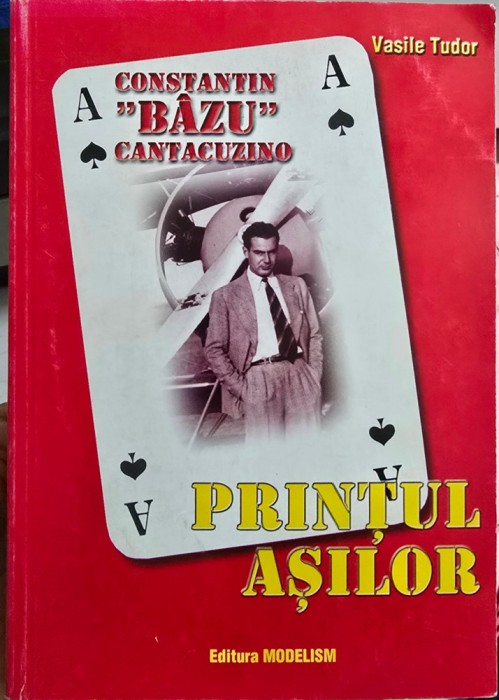 Vasile Tudor
A
A
CONSTANTIN
”BÂZU”
CANTACUZINO
PRINȚUL
AȘILOR
A
A
Editura MODELISM